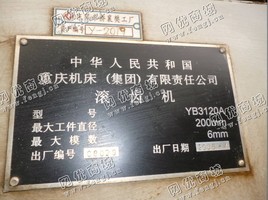 中华人民共和国
重庆机床（集团）有限责任公司
滚齿机
型号 YB3120A
最大工件直径 200mm
最大模数 6mm
出厂编号 出厂日期